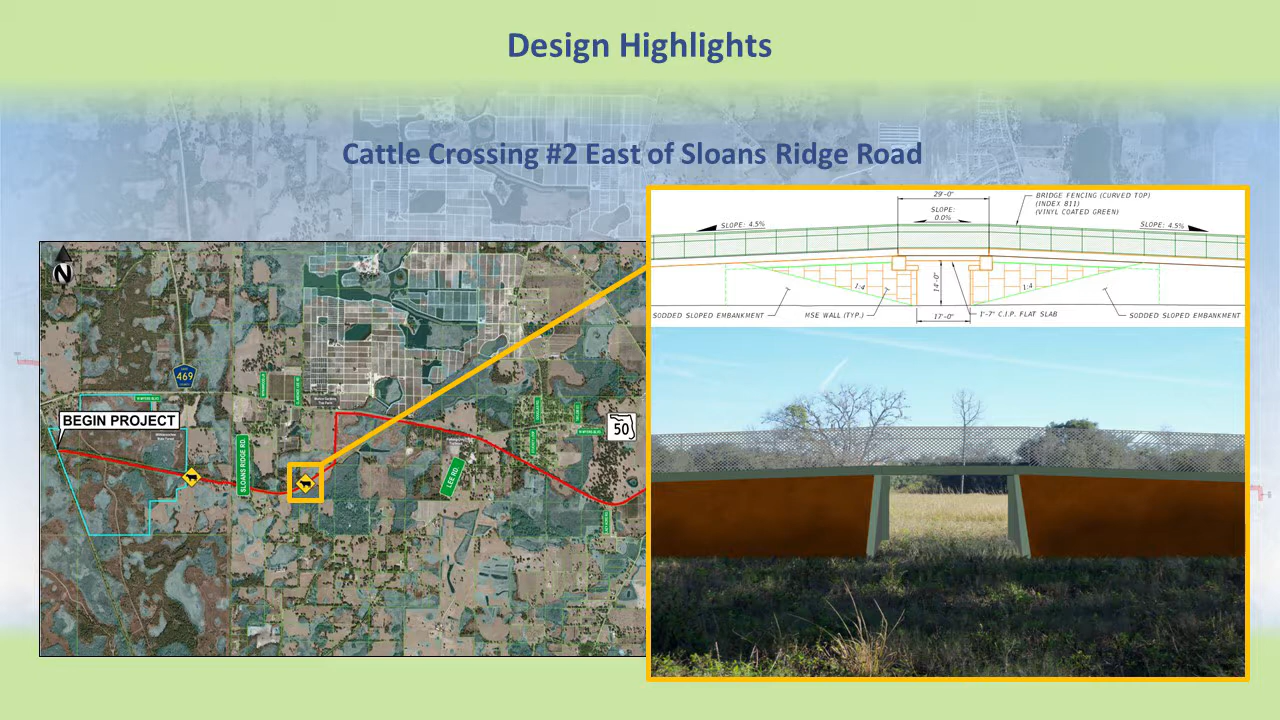 Design Highlights
Cattle Crossing #2 East of Sloans Ridge Road
29'-0"
SLOPE:
0.0%
BRIDGE FENCING (CURVED TOP)
(INDEX 811)
(VINYL COATED GREEN)
SLOPE: 4.5%
SLOPE: 4.5%
1:4
14'-0"
1:4
SODDED SLOPED EMBANKMENT
MSE WALL (TYP.)
17'-0"
1'-7" C.I.P. FLAT SLAB
SODDED SLOPED EMBANKMENT
N
469
BEGIN PROJECT
SLOANS RIDGE RD.
LEE RD.
50